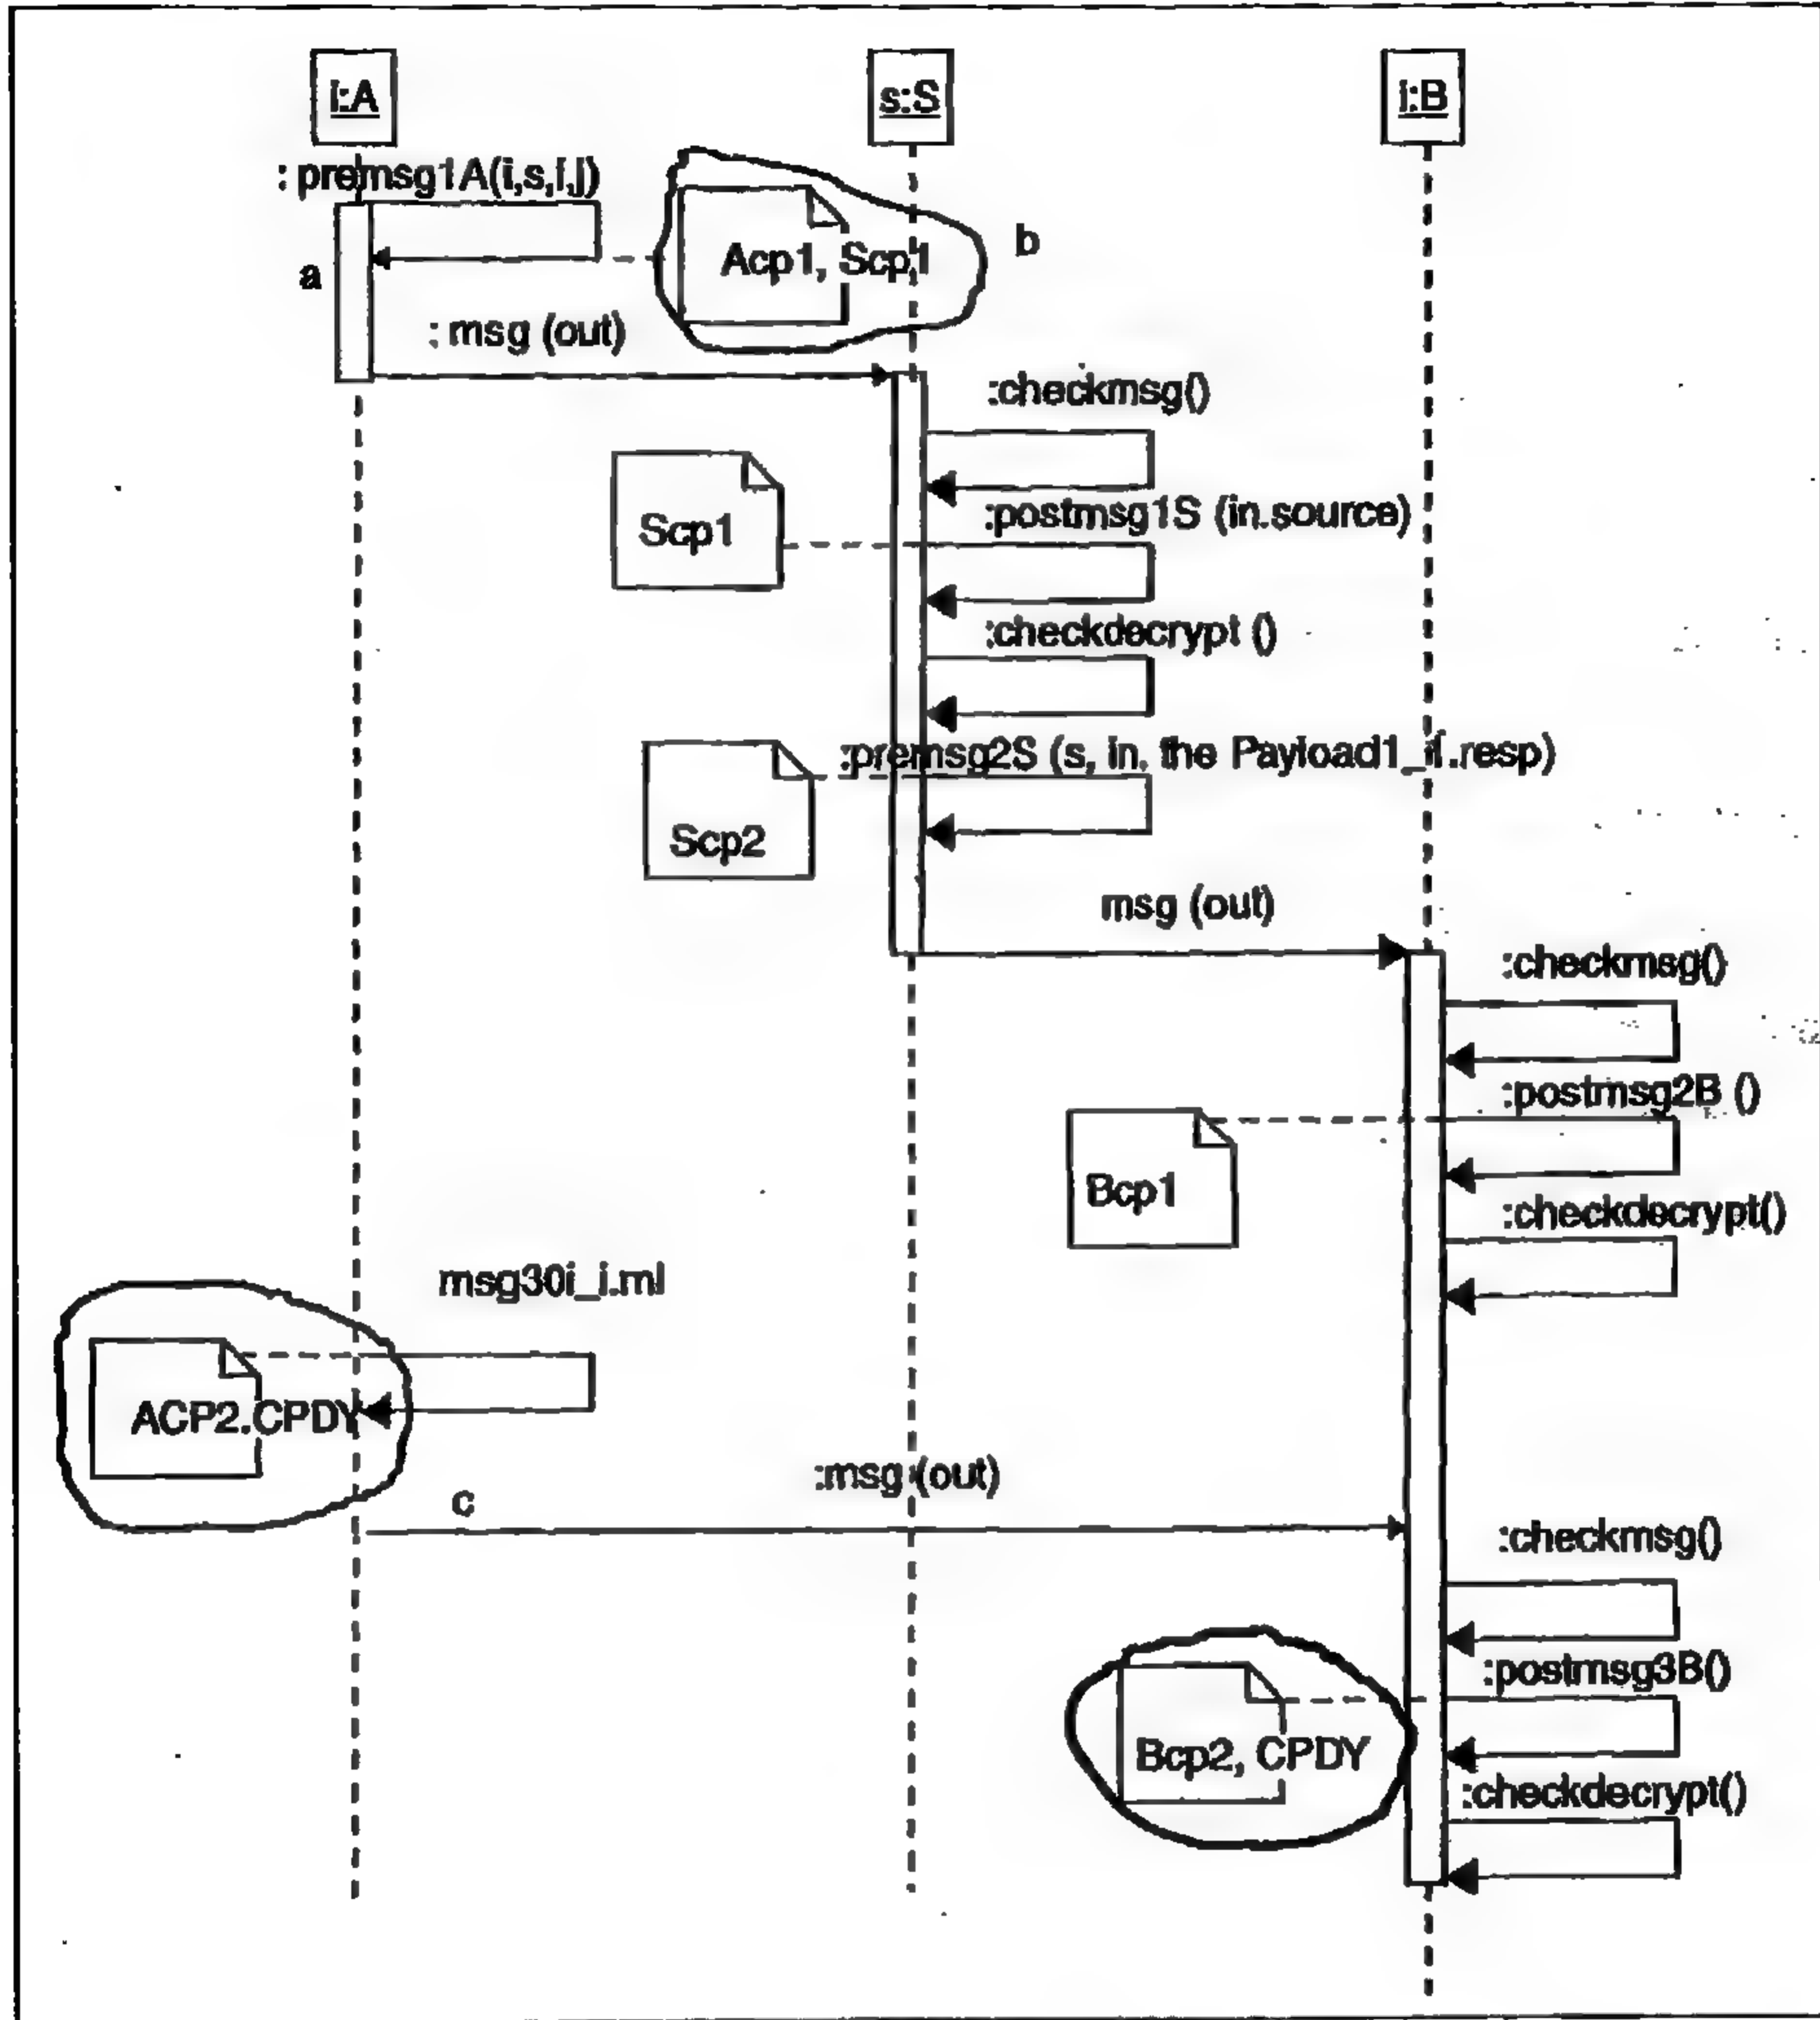 i:A
s:S
j:B
: premsg1A(i,s,i,j)
Acp1, Scp1
b
a
: msg (out)
:checkmsg()
Scp1
:postmsg1S (in.source)
:checkdecrypt ()
:premsg2S (s, in. the Payload1_i1.resp)
Scp2
msg (out)
:checkmsg()
:postmsg2B ()
Bcp1
:checkdecrypt()
msg30i_i.ml
ACP2.CPDY
:msg (out)
c
:checkmsg()
:postmsg3B()
Bcp2, CPDY
:checkdecrypt()